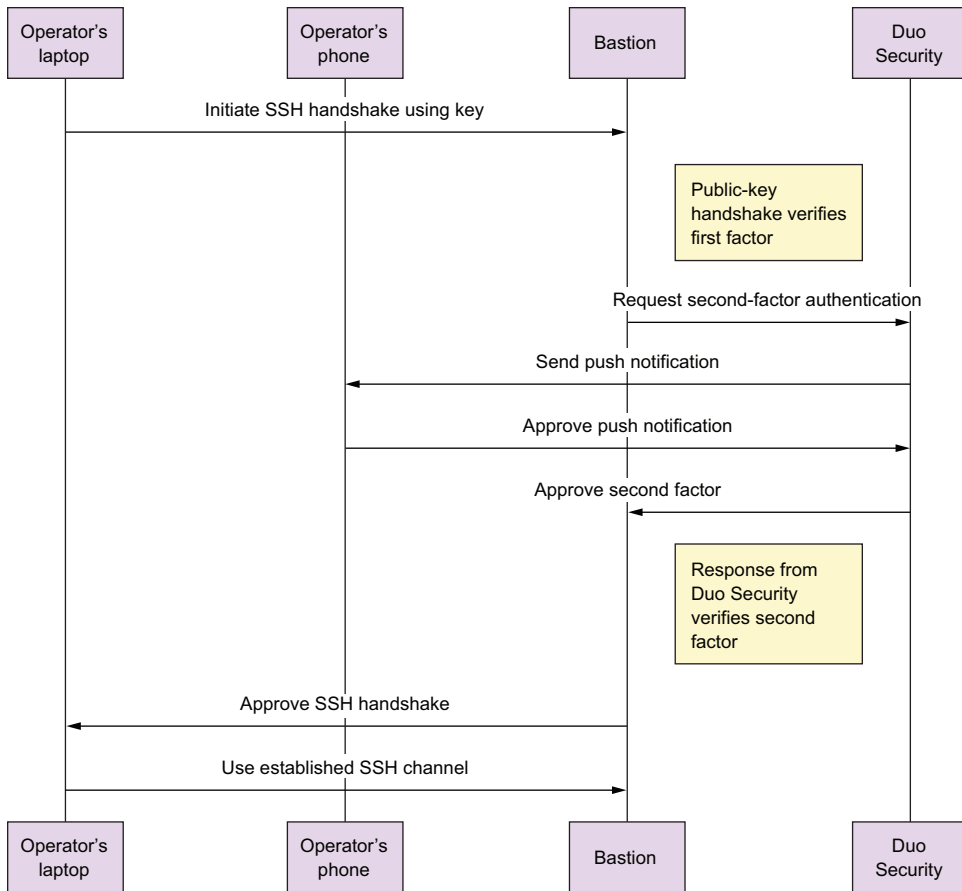 Operator’s
laptop
Operator’s
phone
Bastion
Duo
Security
Initiate SSH handshake using key
Public-key
handshake verifies
first factor
Request second-factor authentication
Send push notification
Approve push notification
Approve second factor
Response from
Duo Security
verifies second
factor
Approve SSH handshake
Use established SSH channel
Operator’s
laptop
Operator’s
phone
Bastion
Duo
Security